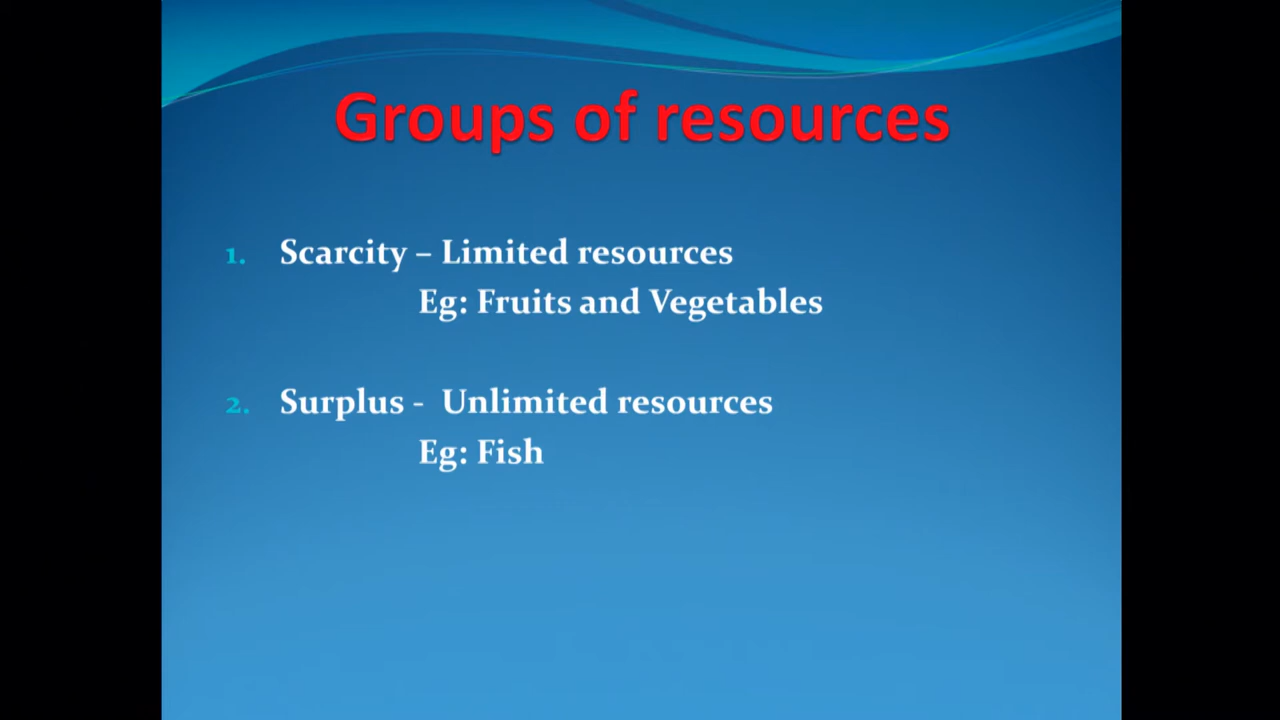 Groups of resources
1. Scarcity – Limited resources
Eg: Fruits and Vegetables
2. Surplus - Unlimited resources
Eg: Fish